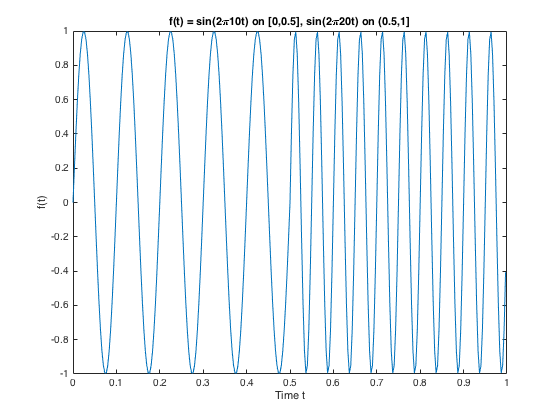 f(t) = sin(2π10t) on [0,0.5], sin(2π20t) on (0.5,1]
1
0.8
0.6
0.4
0.2
0
-0.2
-0.4
-0.6
-0.8
-1
f(t)
0 0.1 0.2 0.3 0.4 0.5 0.6 0.7 0.8 0.9 1
Time t